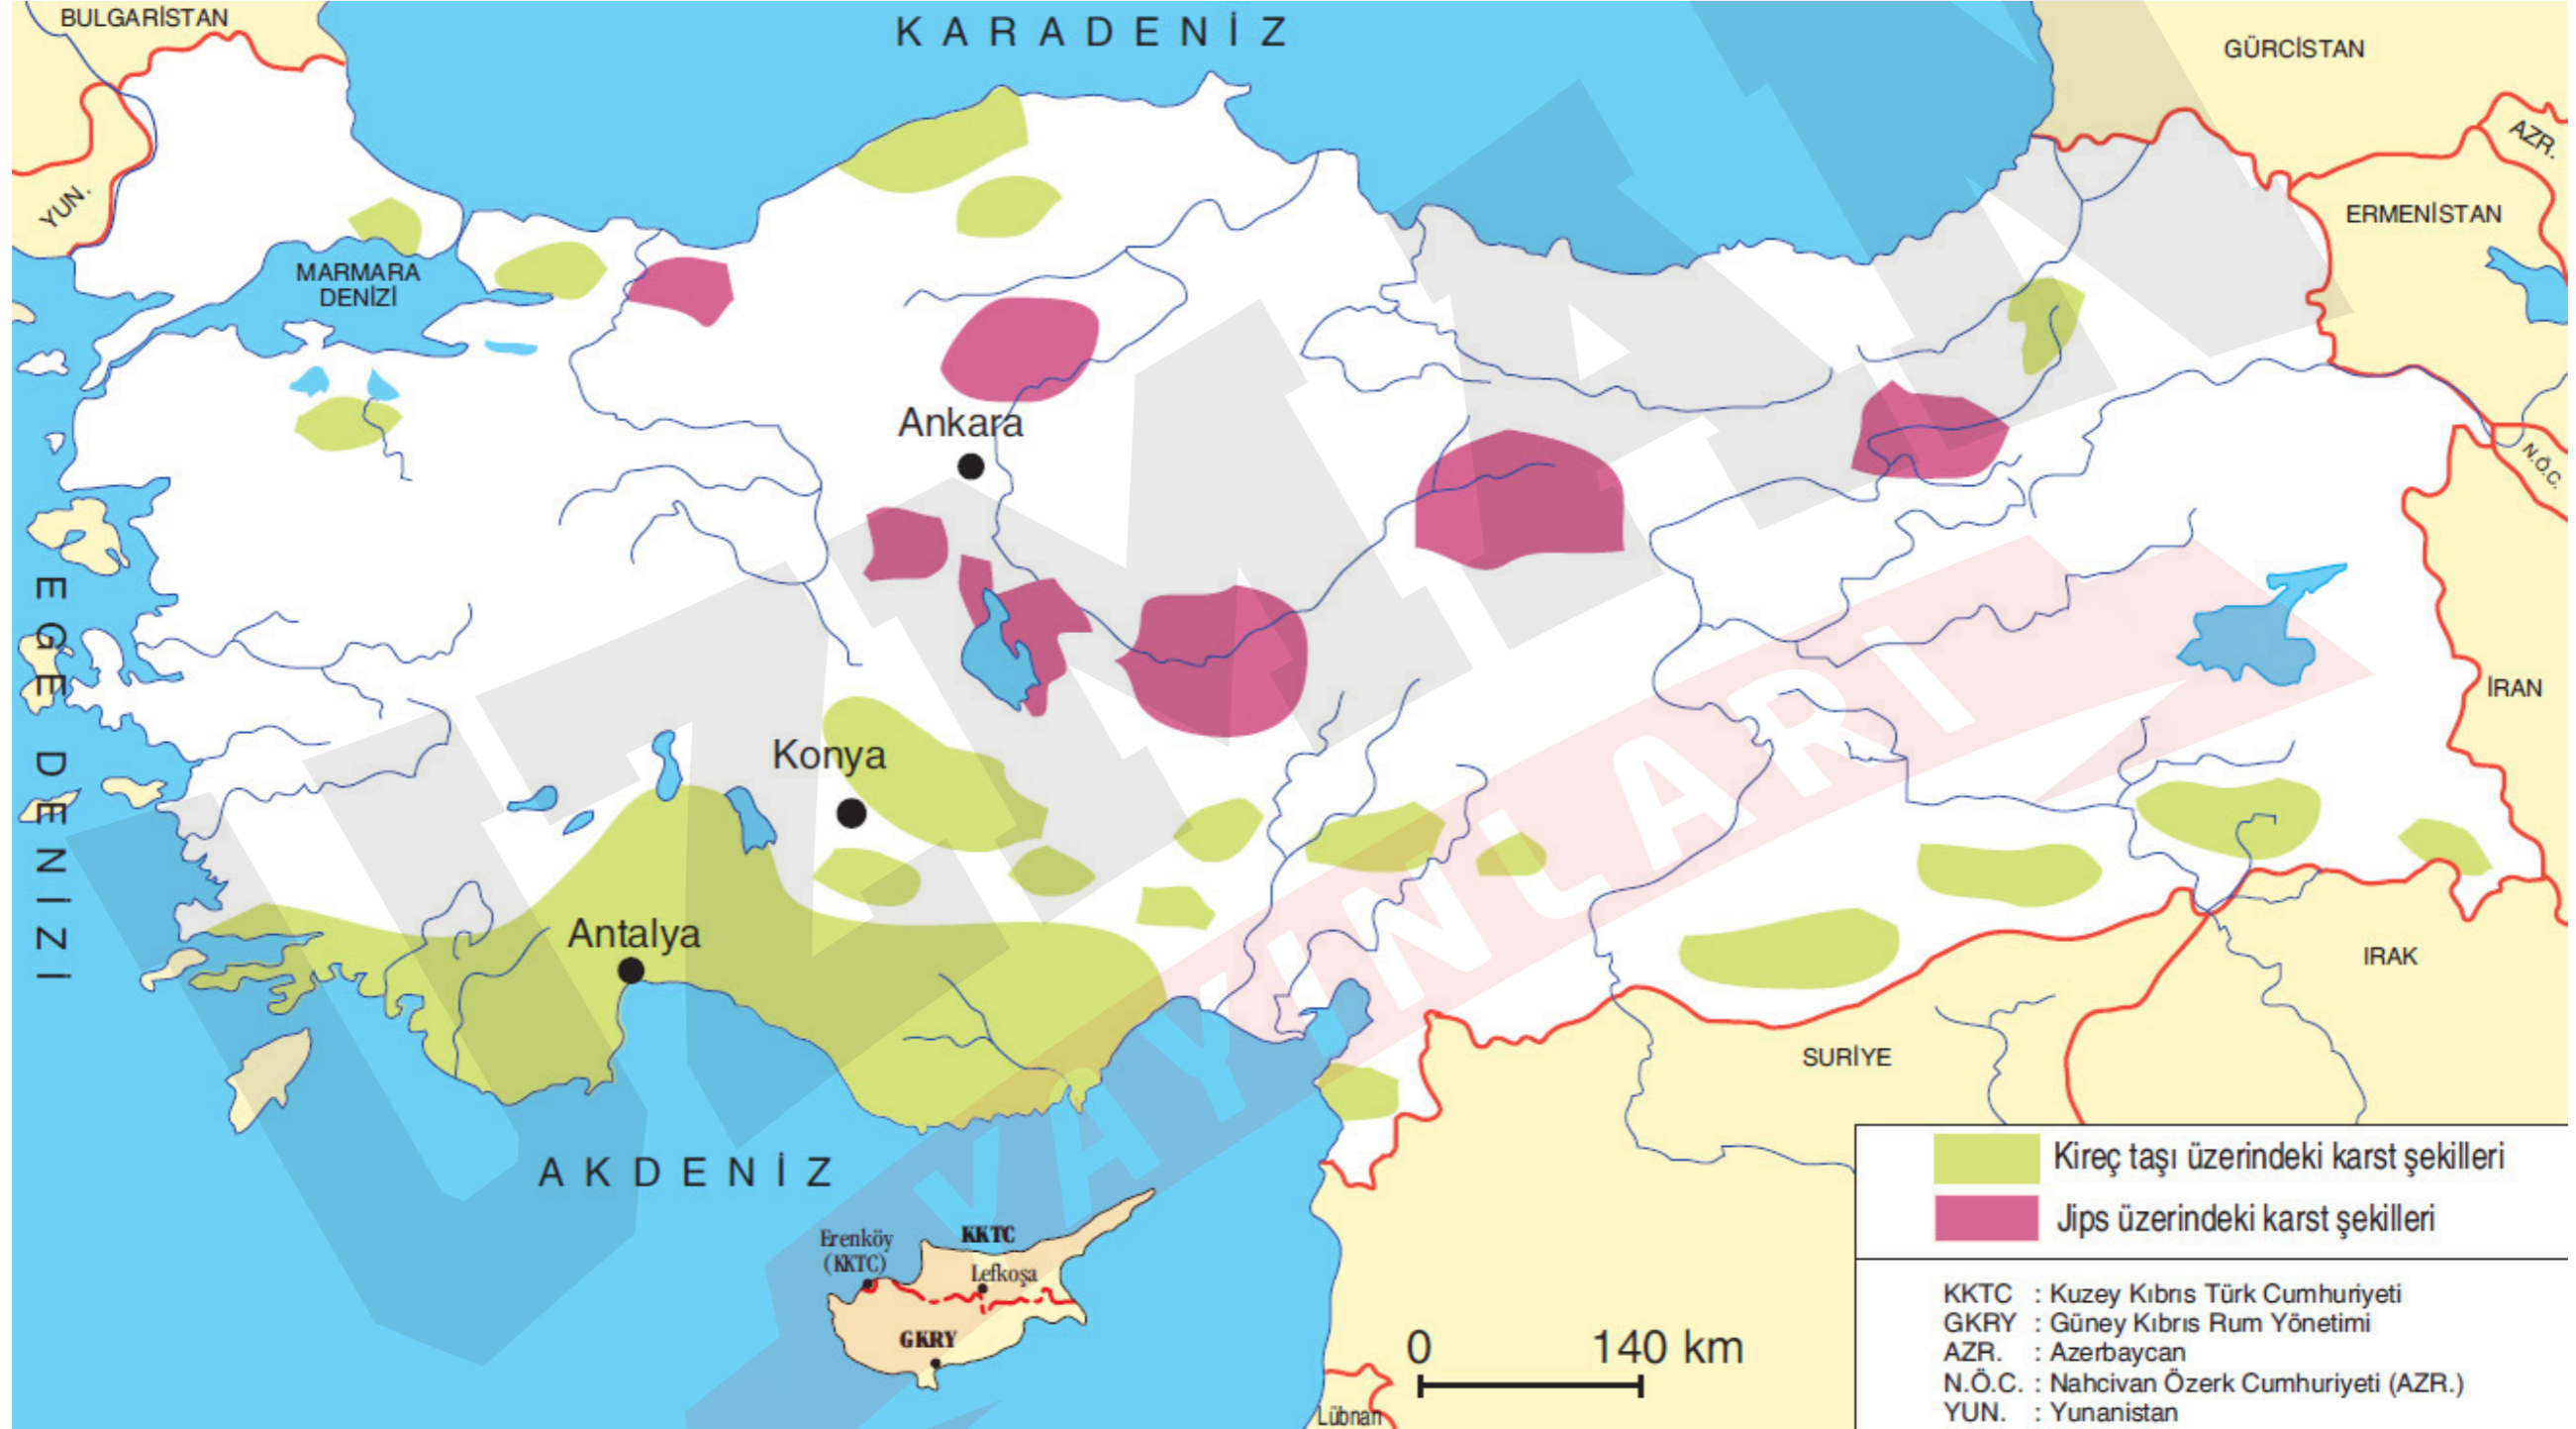 BULGARİSTAN
KARADENİZ
GÜRCİSTAN
AZR.
YUN.
ERMENİSTAN
MARMARA
DENİZİ
Ankara
N.Ö.C.
EGE DENİZİ
İRAN
Konya
Antalya
IRAK
SURİYE
AKDENİZ
Kireç taşı üzerindeki karst şekilleri
Jips üzerindeki karst şekilleri
Erenköy
(KKTC)
KKTC
Lefkoşa
GKRY
0 140 km
Lübnan
KKTC : Kuzey Kıbrıs Türk Cumhuriyeti
GKRY : Güney Kıbrıs Rum Yönetimi
AZR. : Azerbaycan
N.Ö.C. : Nahcivan Özerk Cumhuriyeti (AZR.)
YUN. : Yunanistan
UZMAN
YAYINLARI